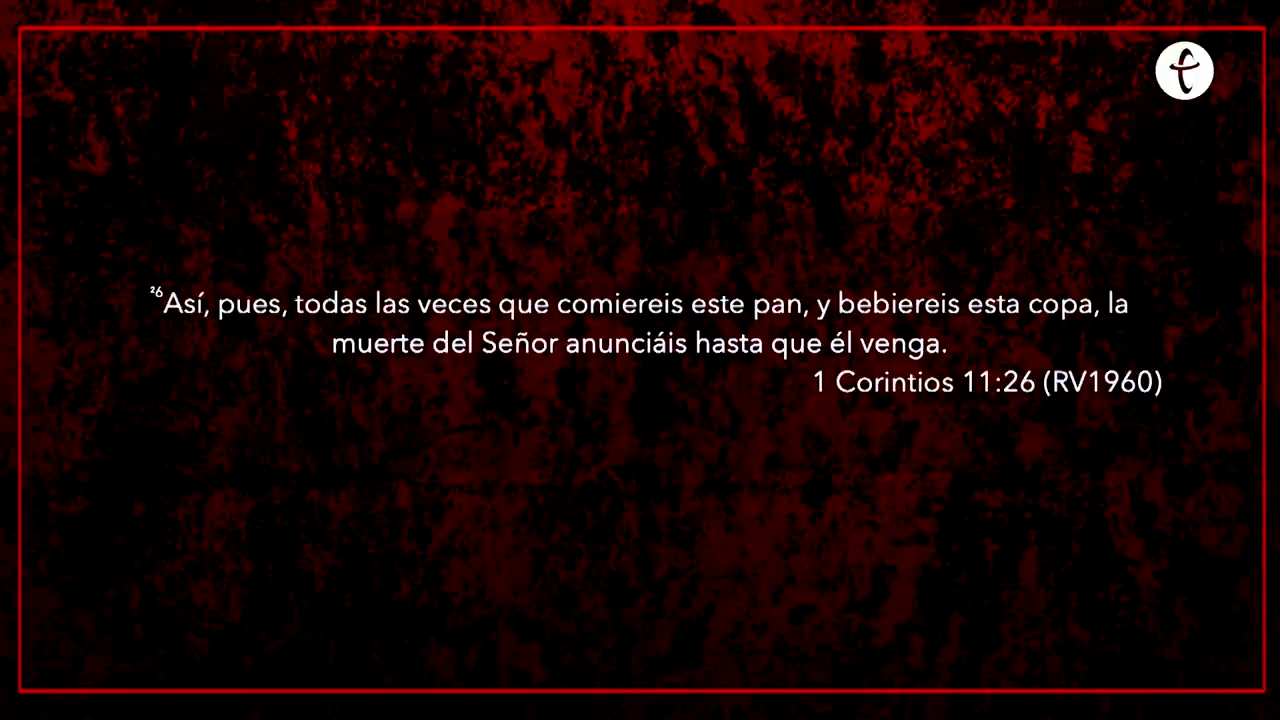 ²⁶Así, pues, todas las veces que comiereis este pan, y bebiereis esta copa, la
muerte del Señor anunciáis hasta que él venga.
1 Corintios 11:26 (RV1960)